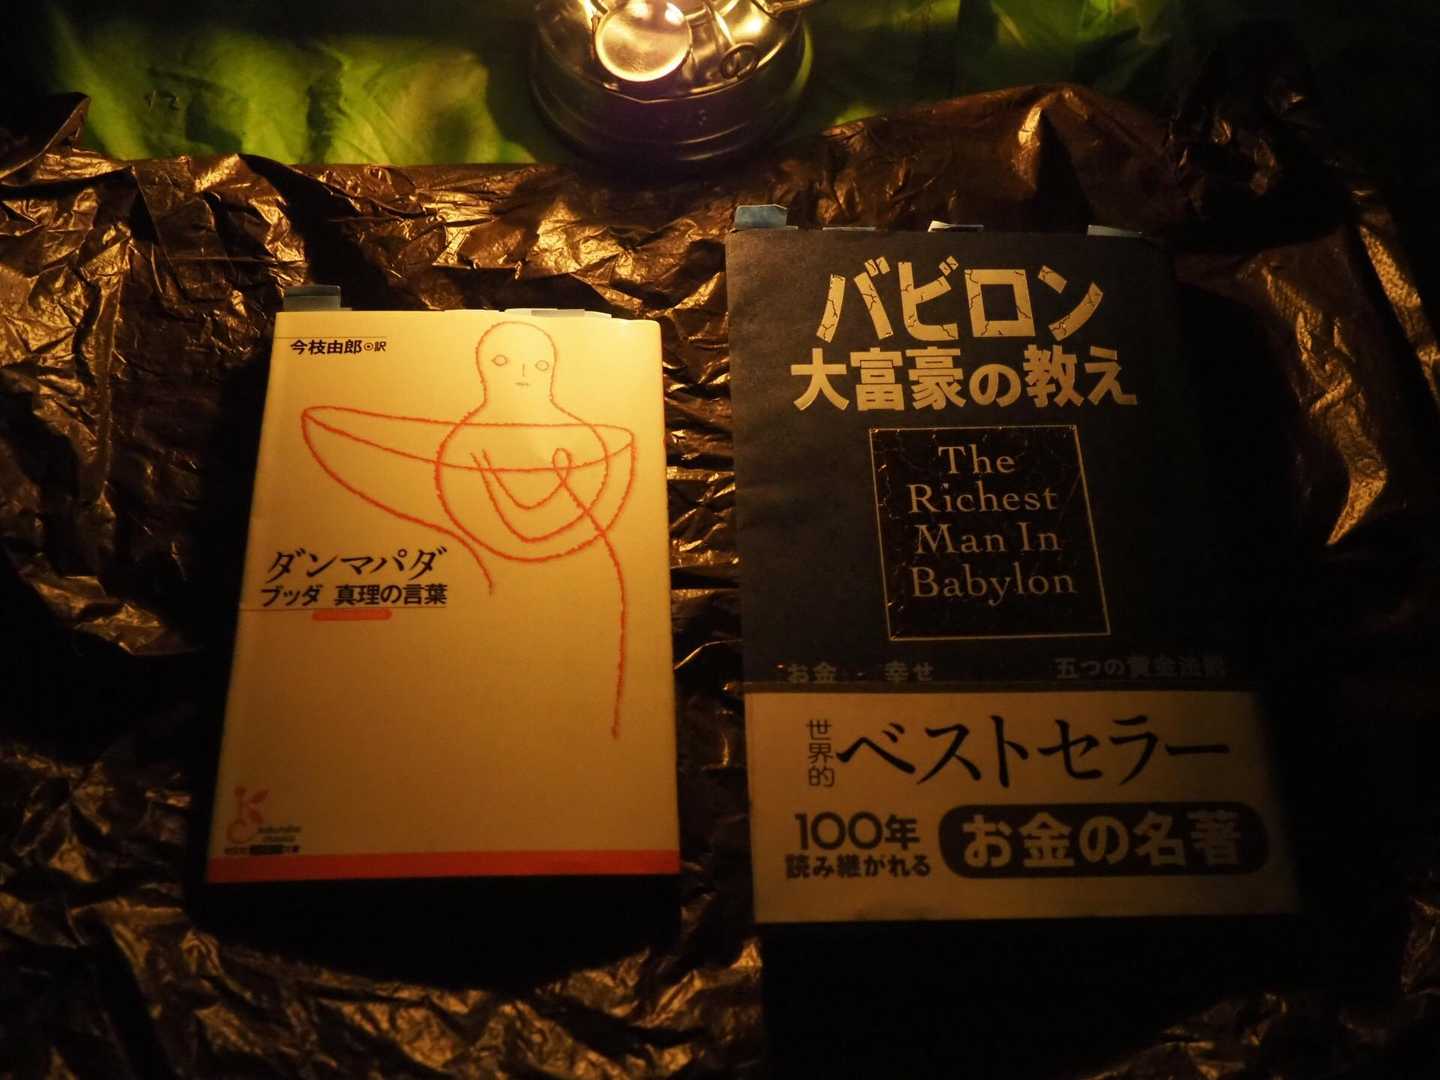 今枝由郎◉訳
ダンマパダ
ブッダ 真理の言葉
バビロン
大富豪の教え
The
Richest
Man In
Babylon
お金 幸せ 五つの黄金法則
世界的
ベストセラー
100年
読み継がれる
お金の名著